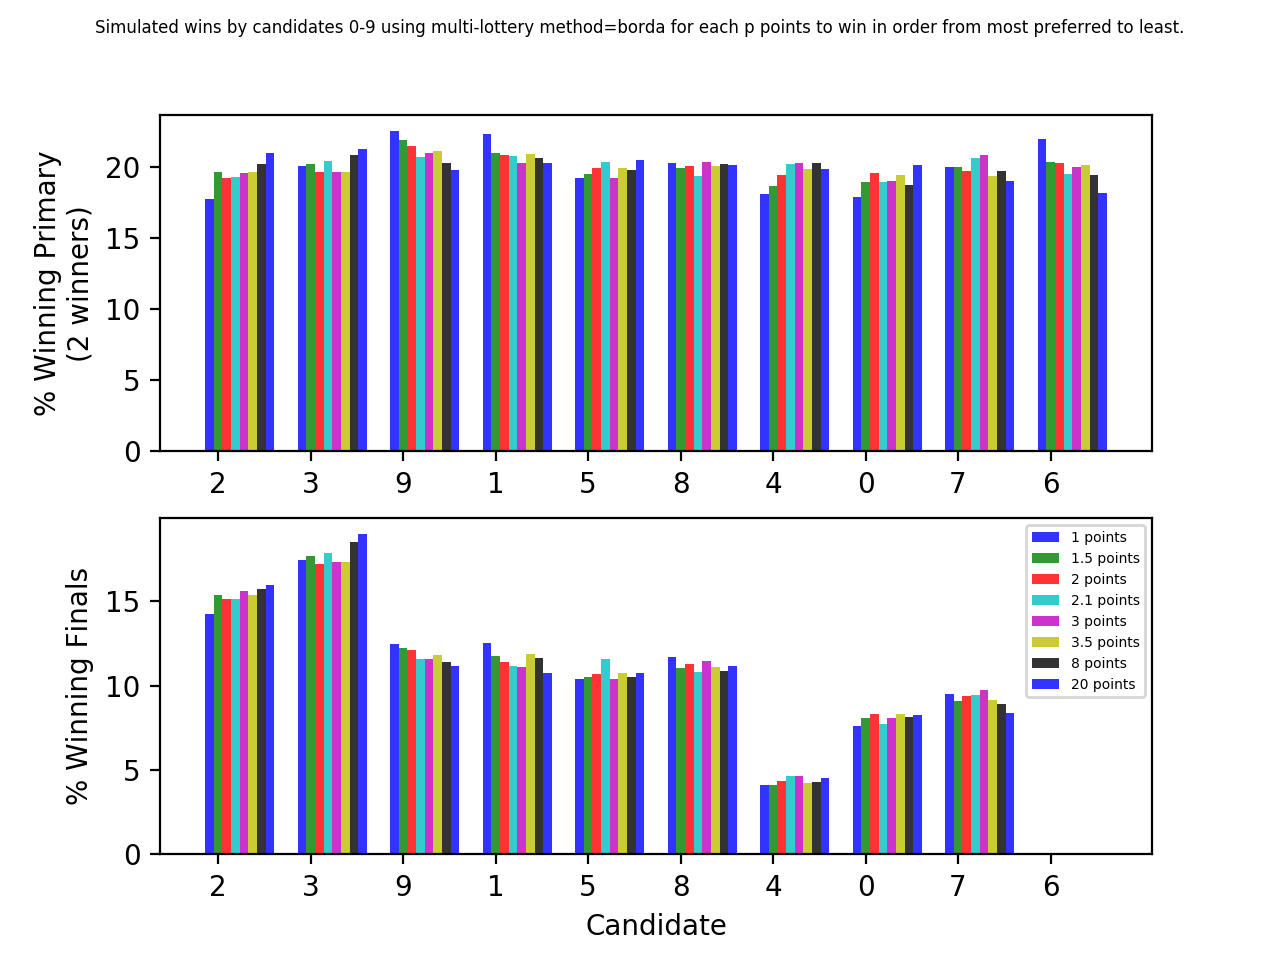 Simulated wins by candidates 0-9 using multi-lottery method=borda for each p points to win in order from most preferred to least.
% Winning Primary
(2 winners)
20
15
10
5
0
2 3 9 1 5 8 4 0 7 6
% Winning Finals
15
10
5
0
1 points
1.5 points
2 points
2.1 points
3 points
3.5 points
8 points
20 points
2 3 9 1 5 8 4 0 7 6
Candidate